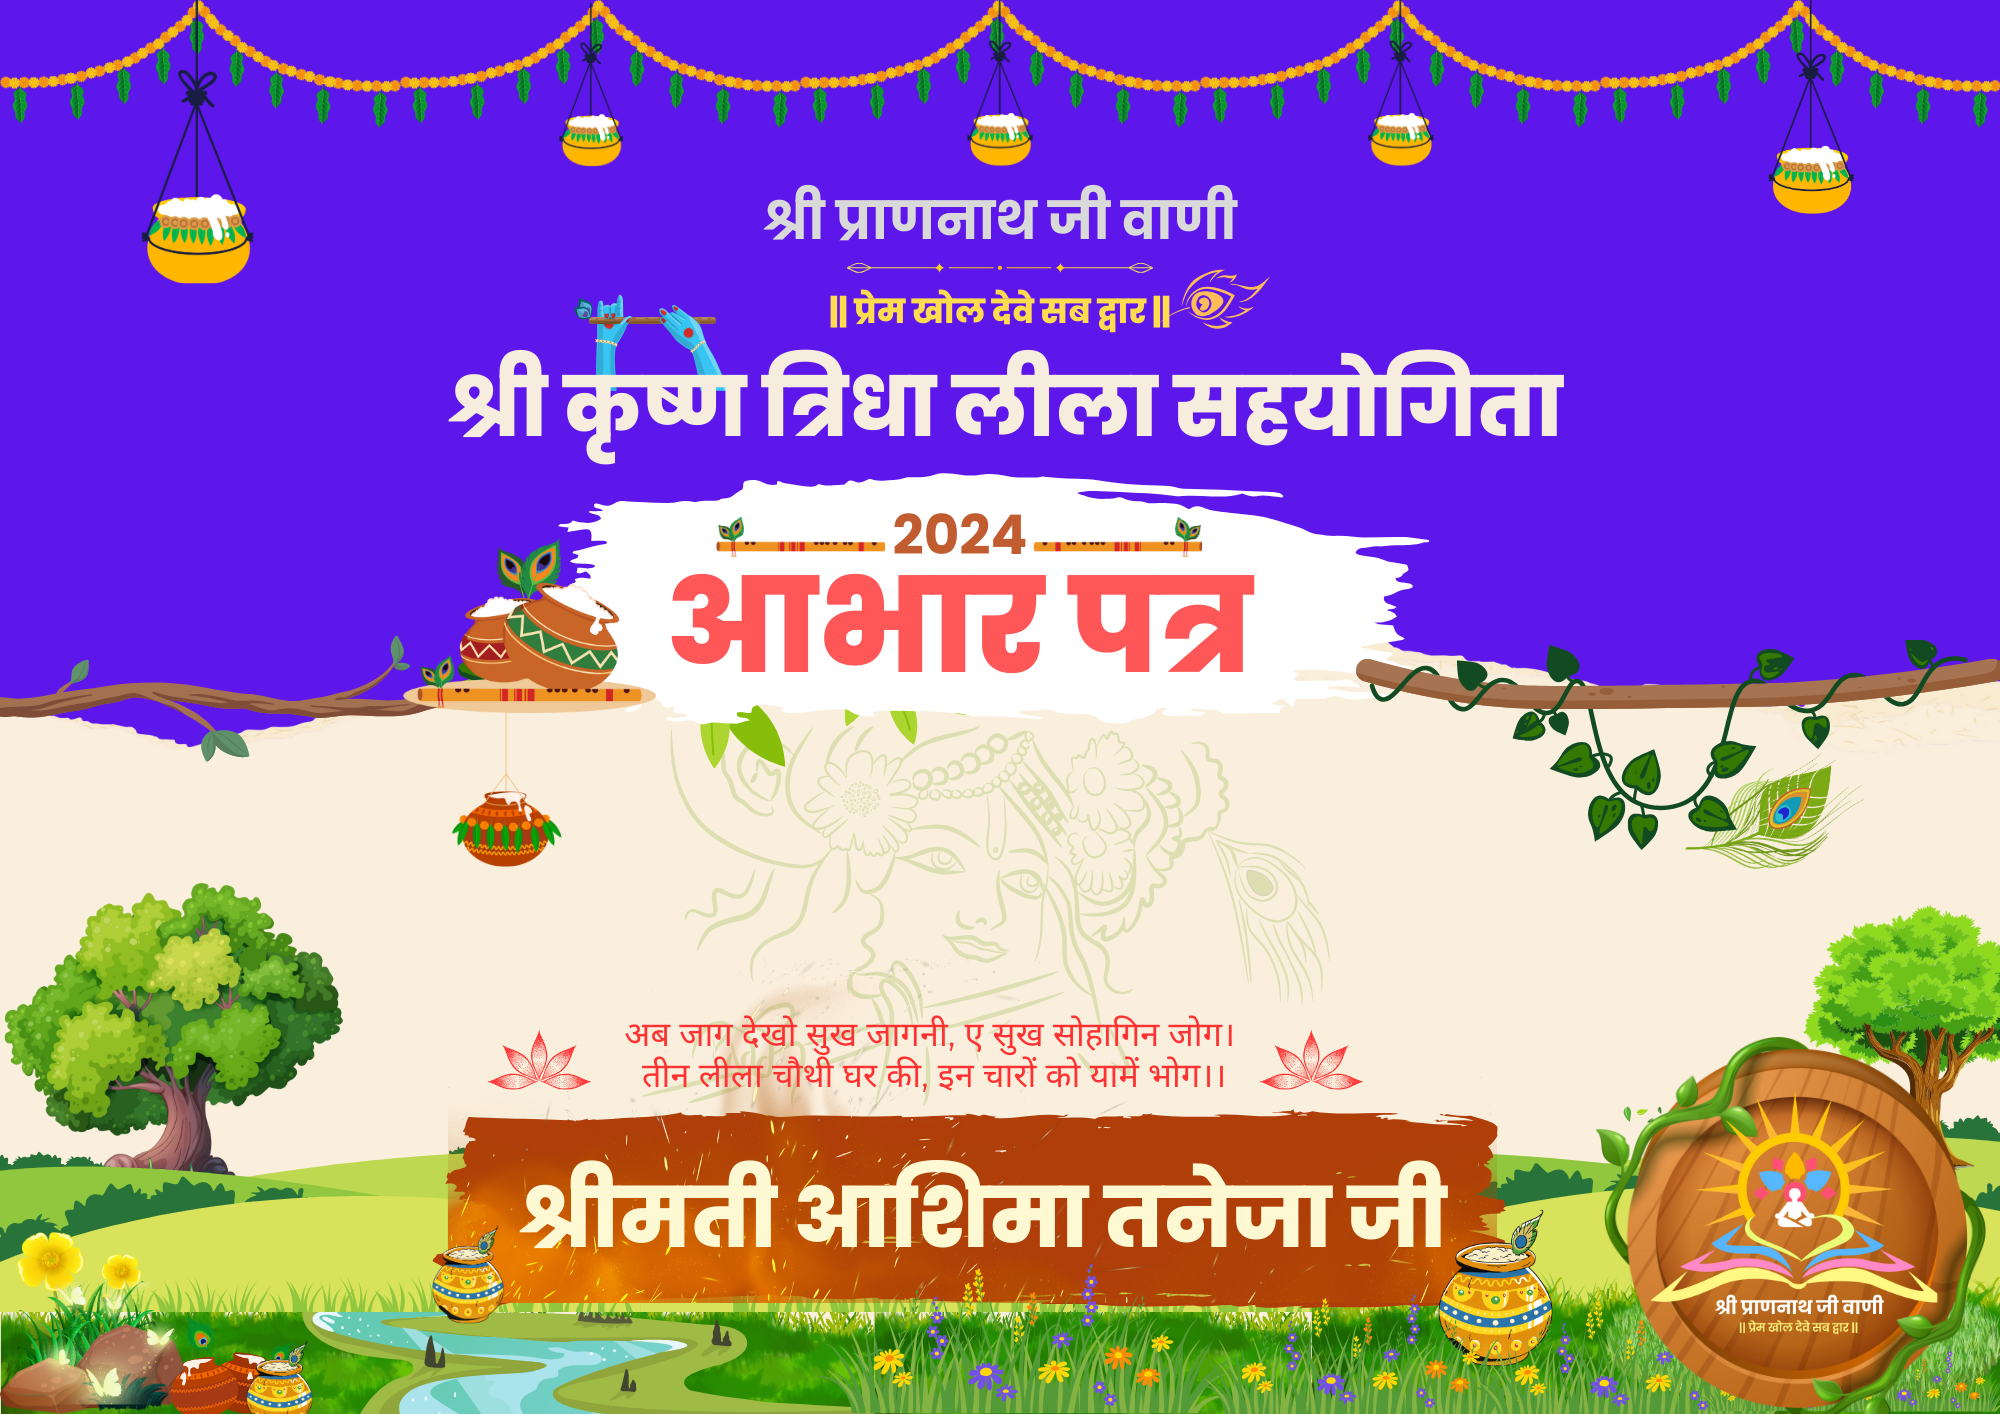 श्री प्राणनाथ जी वाणी
॥ प्रेम खोल देवे सब द्वार ॥
श्री कृष्ण त्रिधा लीला सहयोगिता
2024
आभार पत्र
अब जाग देखो सुख जागनी, ए सुख सोहागिन जोग।
तीन लीला चौथी घर की, इन चारों को यामें भोग।।
श्रीमती आशिमा तनेजा जी
श्री प्राणनाथ जी वाणी
॥ प्रेम खोल देवे सब द्वार ॥